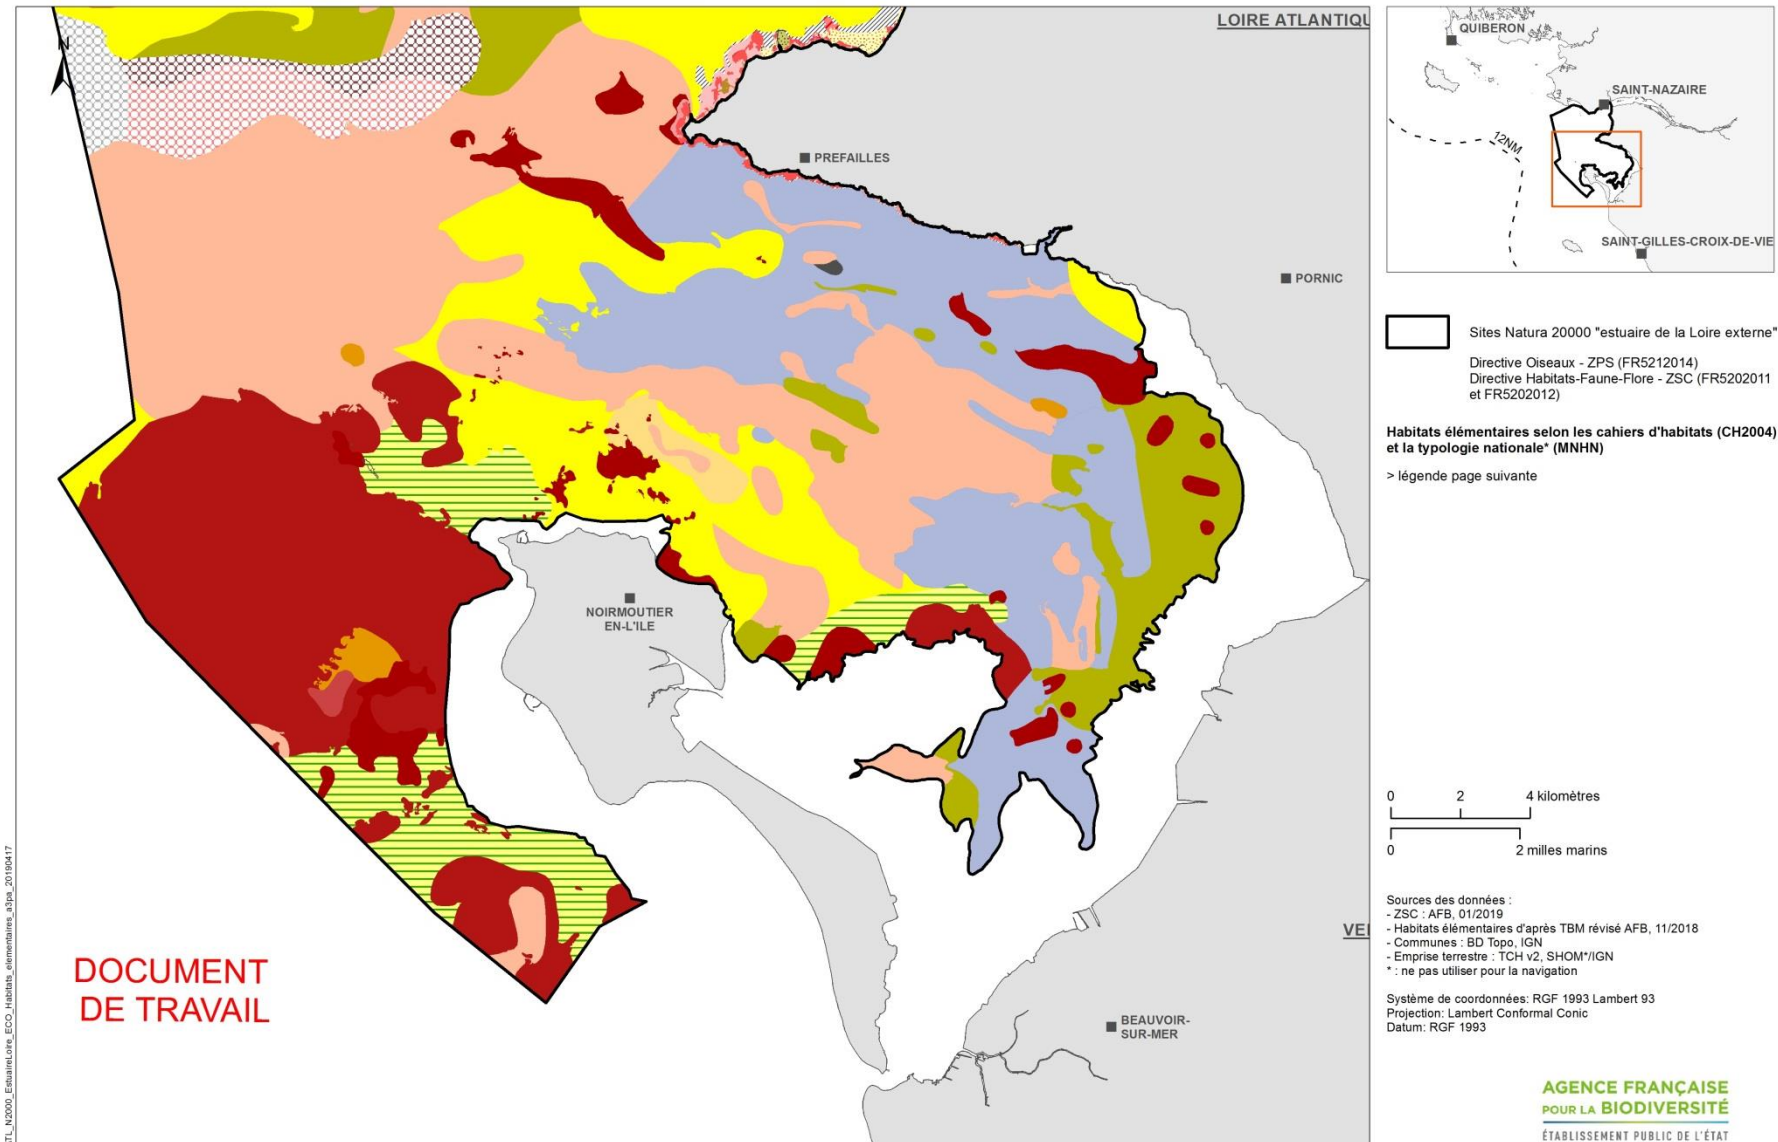 LOIRE ATLANTIQU
N
PREFAILLES
PORNIC
NOIRMOUTIER
EN-L'ILE
VE
BEAUVOIR-
SUR-MER
DOCUMENT
DE TRAVAIL
QUIBERON
SAINT-NAZAIRE
12NM
SAINT-GILLES-CROIX-DE-VIE
Sites Natura 20000 "estuaire de la Loire externe"
Directive Oiseaux - ZPS (FR5212014)
Directive Habitats-Faune-Flore - ZSC (FR5202011
et FR5202012)
Habitats élémentaires selon les cahiers d'habitats (CH2004)
et la typologie nationale* (MNHN)
> légende page suivante
0 2 4 kilomètres
0 2 milles marins
Sources des données :
- ZSC : AFB, 01/2019
- Habitats élémentaires d'après TBM révisé AFB, 11/2018
- Communes : BD Topo, IGN
- Emprise terrestre : TCH v2, SHOM*/IGN
* : ne pas utiliser pour la navigation
Système de coordonnées: RGF 1993 Lambert 93
Projection: Lambert Conformal Conic
Datum: RGF 1993
AGENCE FRANÇAISE
POUR LA BIODIVERSITÉ
ÉTABLISSEMENT PUBLIC DE L'ÉTAT
TL_N2000_EstuaireLoire_ECO_Habitats_elementaires_a3pa_20190417